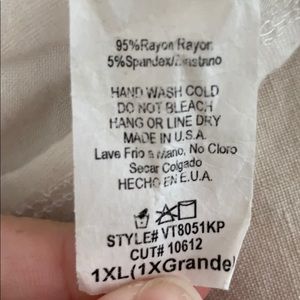 95%Rayon Rayon
5%Spandex/Elastano
HAND WASH COLD
DO NOT BLEACH
HANG OR LINE DRY
MADE IN U.S.A.
Lave Frio a Mano, No Cloro
Secar Colgado
HECHO EN E.U.A.
STYLE# VT8051KP
CUT# 10612
1XL(1XGrande